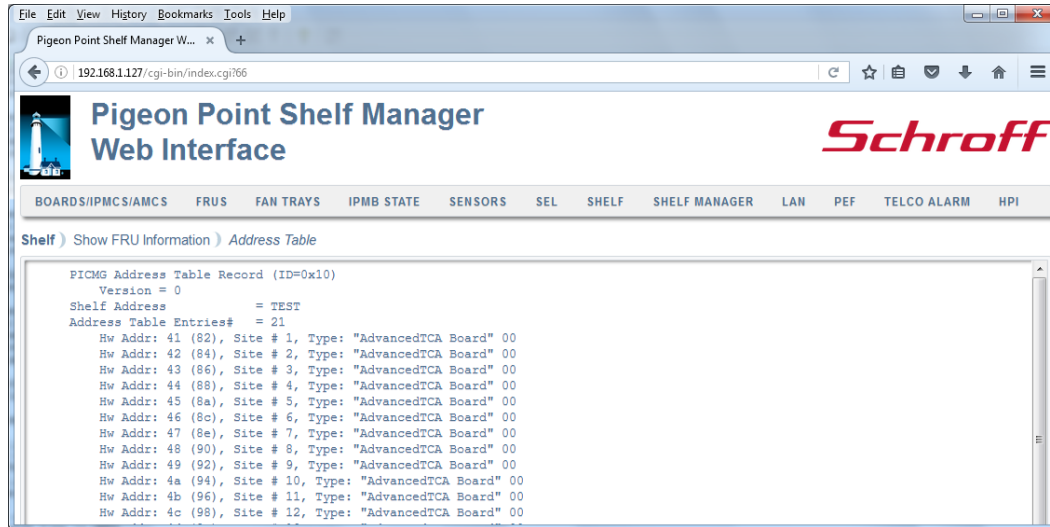 File Edit View History Bookmarks Tools Help
Pigeon Point Shelf Manager W... × +
192.168.1.127/cgi-bin/index.cgi?66
Pigeon Point Shelf Manager
Web Interface
Schroff
BOARDS/IPMCS/AMCS FRUS FAN TRAYS IPMB STATE SENSORS SEL SHELF SHELF MANAGER LAN PEF TELCO ALARM HPI
Shelf ) Show FRU Information ) Address Table
PICMG Address Table Record (ID=0x10)
Version = 0
Shelf Address = TEST
Address Table Entries# = 21
Hw Addr: 41 (82), Site # 1, Type: "AdvancedTCA Board" 00
Hw Addr: 42 (84), Site # 2, Type: "AdvancedTCA Board" 00
Hw Addr: 43 (86), Site # 3, Type: "AdvancedTCA Board" 00
Hw Addr: 44 (88), Site # 4, Type: "AdvancedTCA Board" 00
Hw Addr: 45 (8a), Site # 5, Type: "AdvancedTCA Board" 00
Hw Addr: 46 (8c), Site # 6, Type: "AdvancedTCA Board" 00
Hw Addr: 47 (8e), Site # 7, Type: "AdvancedTCA Board" 00
Hw Addr: 48 (90), Site # 8, Type: "AdvancedTCA Board" 00
Hw Addr: 49 (92), Site # 9, Type: "AdvancedTCA Board" 00
Hw Addr: 4a (94), Site # 10, Type: "AdvancedTCA Board" 00
Hw Addr: 4b (96), Site # 11, Type: "AdvancedTCA Board" 00
Hw Addr: 4c (98), Site # 12, Type: "AdvancedTCA Board" 00